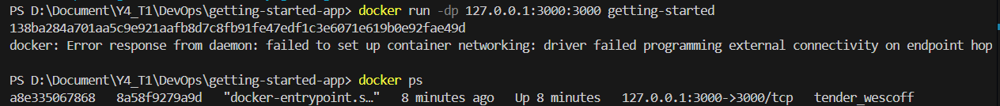 PS D:\Document\Y4_T1\DevOps\getting-started-app> docker run -dp 127.0.0.1:3000:3000 getting-started
138ba284a701aa5c9e921aafb8d7c8fb91fe47edf1c3e6071e619b0e92fae49d
docker: Error response from daemon: failed to set up container networking: driver failed programming external connectivity on endpoint hop
PS D:\Document\Y4_T1\DevOps\getting-started-app> docker ps
a8e335067868 8a58f9279a9d "docker-entrypoint.s…" 8 minutes ago Up 8 minutes 127.0.0.1:3000->3000/tcp tender_wescoff